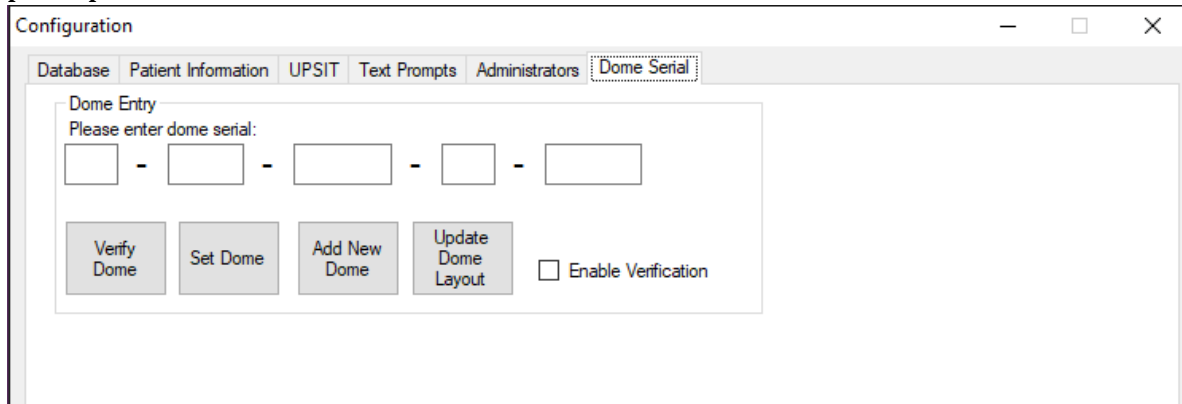 Configuration
Database Patient Information UPSIT Text Prompts Administrators Dome Serial
Dome Entry
Please enter dome serial:
- - - -
Verify Dome
Set Dome
Add New Dome
Update Dome Layout
Enable Verification